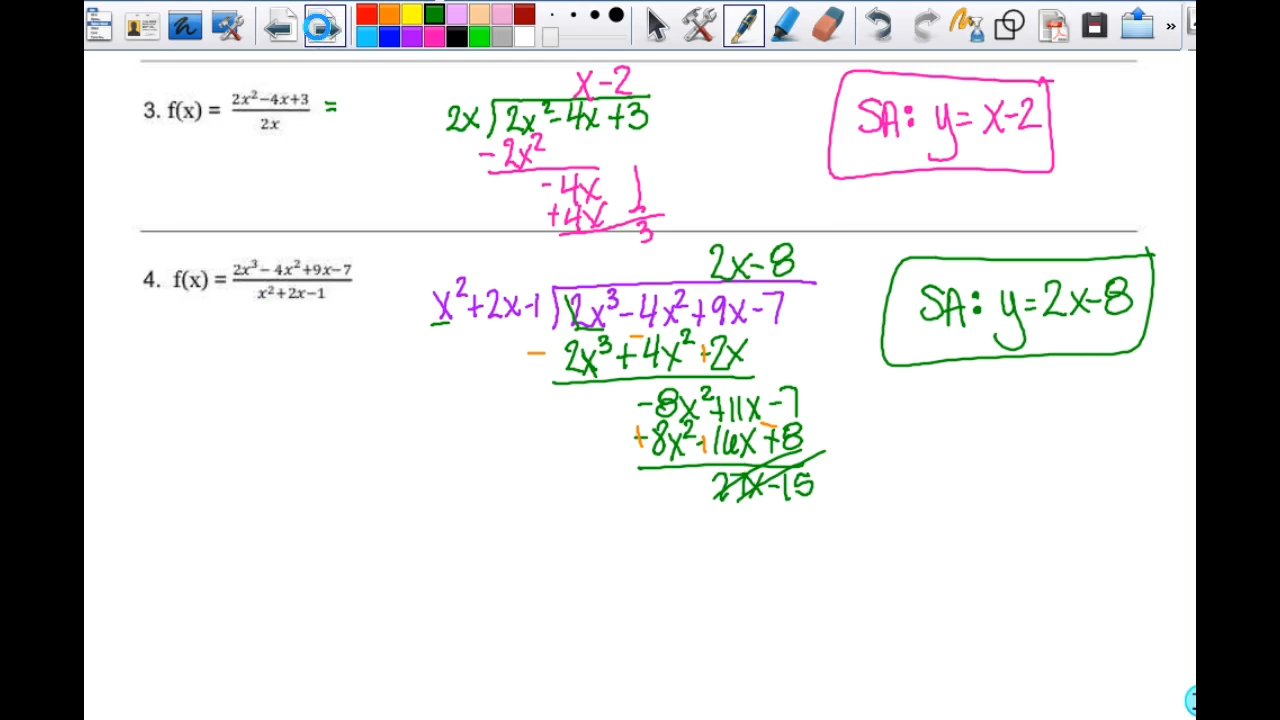 x-2
3. f(x) = \frac{2x²-4x+3}{2x} = 2x ) 2x² - 4x + 3 SA: y = x-2
- 2x²
-4x
+4x
3
2x-8
4. f(x) = \frac{2x³-4x²+9x-7}{x²+2x-1} x²+2x-1 ) 2x³ - 4x² + 9x - 7 SA: y = 2x-8
- 2x³ + 4x² - 2x
-8x² + 11x - 7
+8x² + 16x - 8
27x - 15